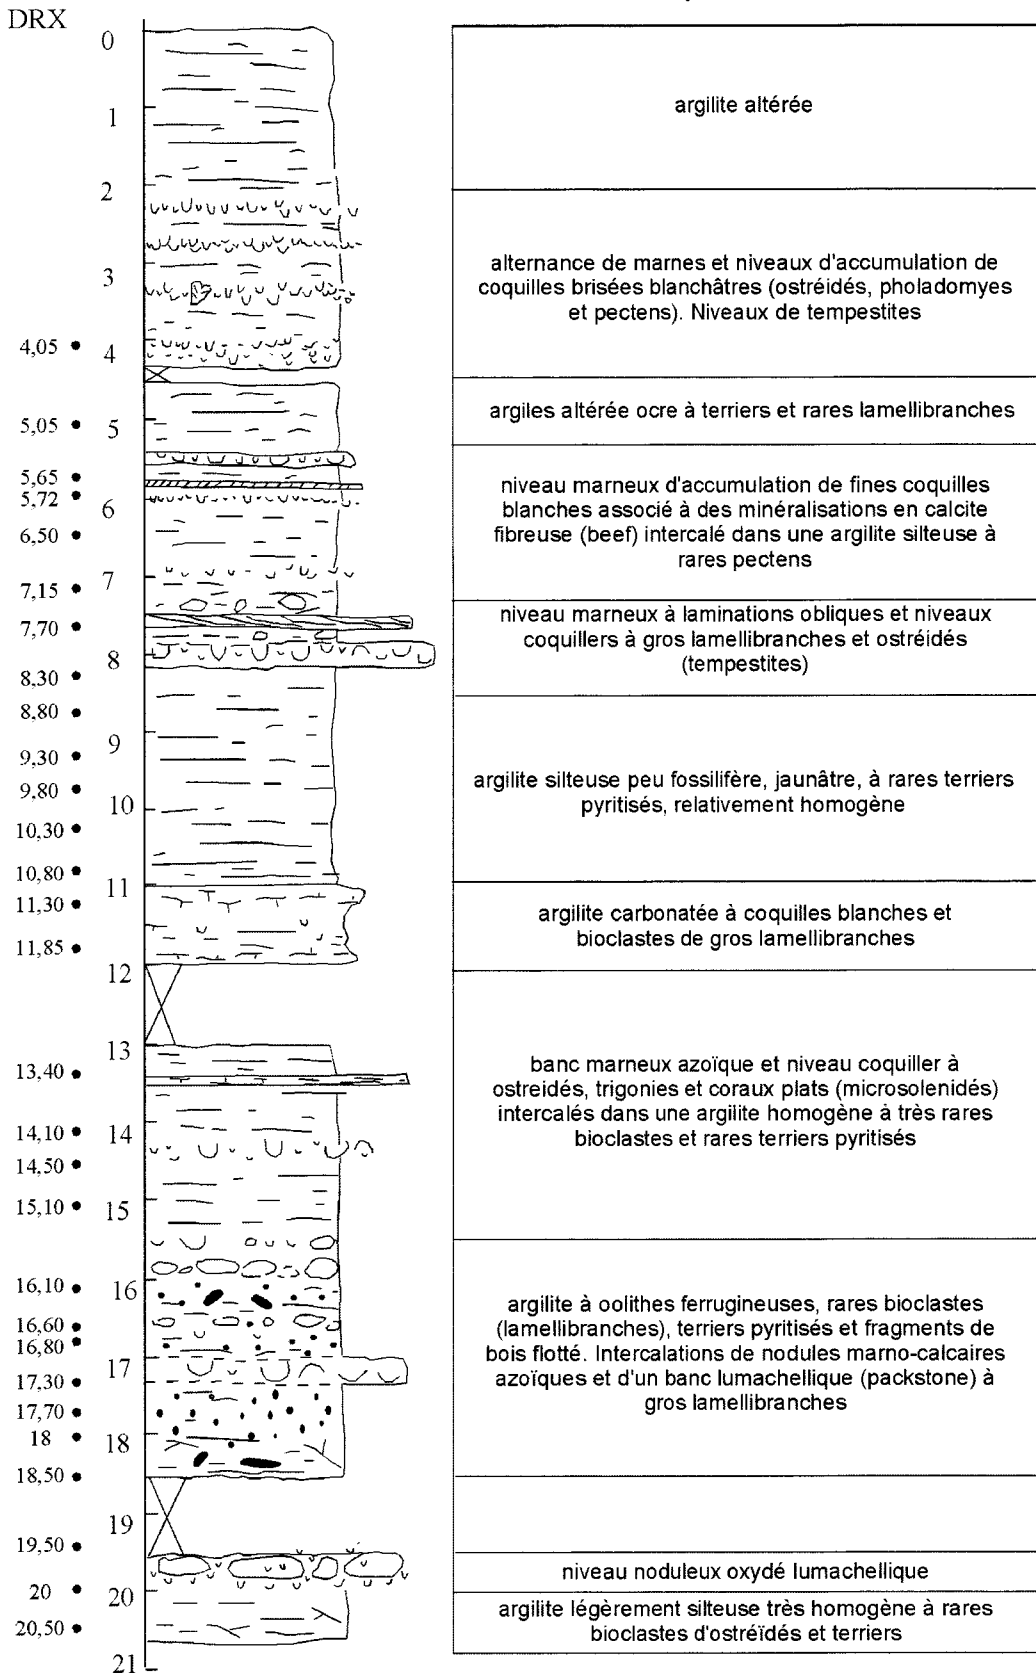 DRX
0
1
2
3
4,05
4
5,05
5
5,65
5,72
6
6,50
7
7,15
7,70
8
8,30
8,80
9
9,30
9,80
10
10,30
10,80
11
11,30
11,85
12
13
13,40
14,10
14
14,50
15,10
15
16,10
16
16,60
16,80
17
17,30
17,70
18
18
18,50
19
19,50
20
20
20,50
21
argilite altérée
alternance de marnes et niveaux d'accumulation de
coquilles brisées blanchâtres (ostréidés, pholadomyes
et pectens). Niveaux de tempestites
argiles altérée ocre à terriers et rares lamellibranches
niveau marneux d'accumulation de fines coquilles
blanches associé à des minéralisations en calcite
fibreuse (beef) intercalé dans une argilite silteuse à
rares pectens
niveau marneux à laminations obliques et niveaux
coquillers à gros lamellibranches et ostréidés
(tempestites)
argilite silteuse peu fossilifère, jaunâtre, à rares terriers
pyritisés, relativement homogène
argilite carbonatée à coquilles blanches et
bioclastes de gros lamellibranches
banc marneux azoïque et niveau coquiller à
ostreidés, trigonies et coraux plats (microsolenidés)
intercalés dans une argilite homogène à très rares
bioclastes et rares terriers pyritisés
argilite à oolithes ferrugineuses, rares bioclastes
(lamellibranches), terriers pyritisés et fragments de
bois flotté. Intercalations de nodules marno-calcaires
azoïques et d'un banc lumachellique (packstone) à
gros lamellibranches
niveau noduleux oxydé lumachellique
argilite légèrement silteuse très homogène à rares
bioclastes d'ostréïdés et terriers